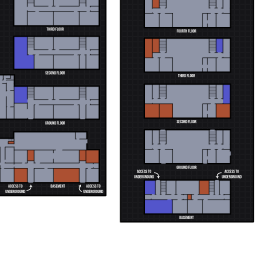 THIRD FLOOR
SECOND FLOOR
GROUND FLOOR
ACCESS TO
UNDERGROUND
BASEMENT
ACCESS TO
UNDERGROUND
FOURTH FLOOR
THIRD FLOOR
SECOND FLOOR
GROUND FLOOR
ACCESS TO
UNDERGROUND
ACCESS TO
UNDERGROUND
BASEMENT